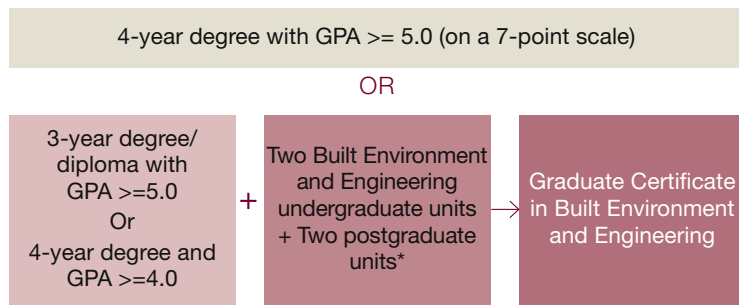 4-year degree with GPA >= 5.0 (on a 7-point scale)
OR
3-year degree/
diploma with
GPA >=5.0
Or
4-year degree and
GPA >=4.0
+
Two Built Environment
and Engineering
undergraduate units
+ Two postgraduate
units*
Graduate Certificate
in Built Environment
and Engineering